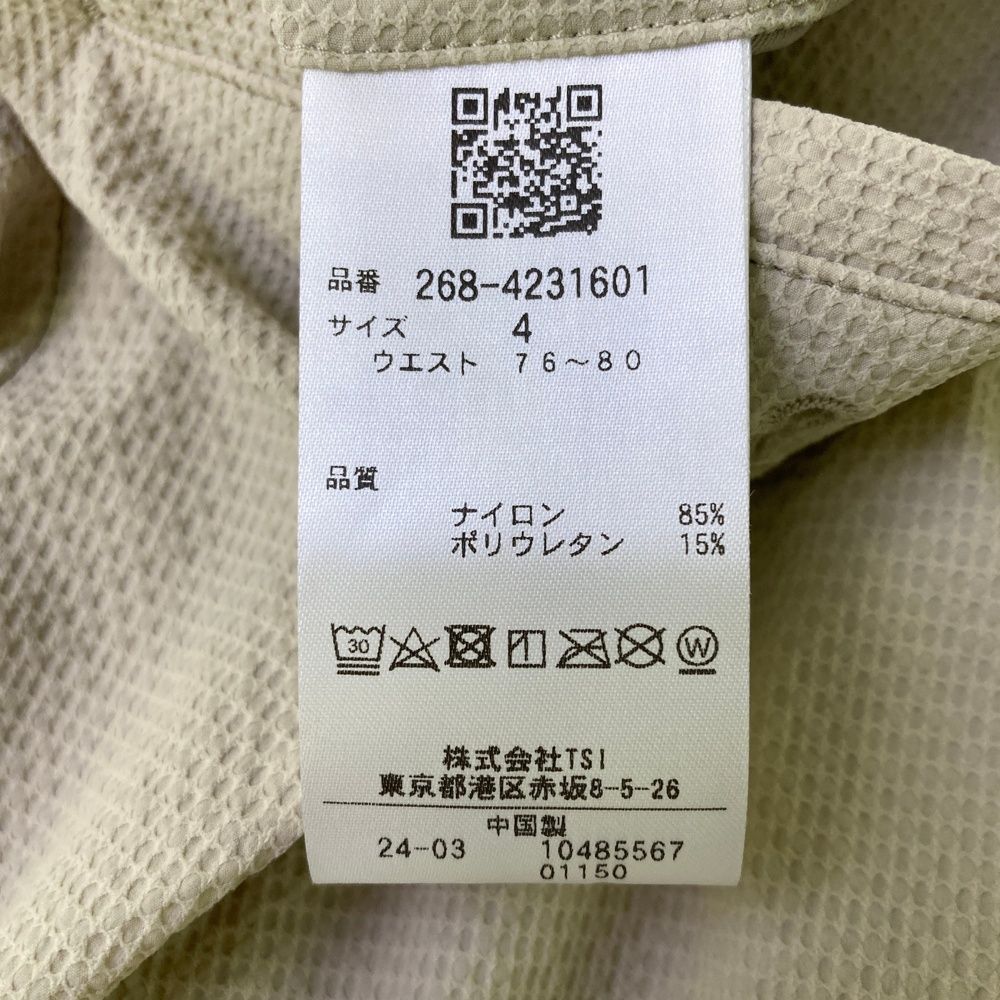 品番 268-4231601
サイズ 4
ウエスト 76～80
品質
ナイロン 85%
ポリウレタン 15%
30
W
株式会社TSI
東京都港区赤坂8-5-26
中国製
24-03 10485567
01150